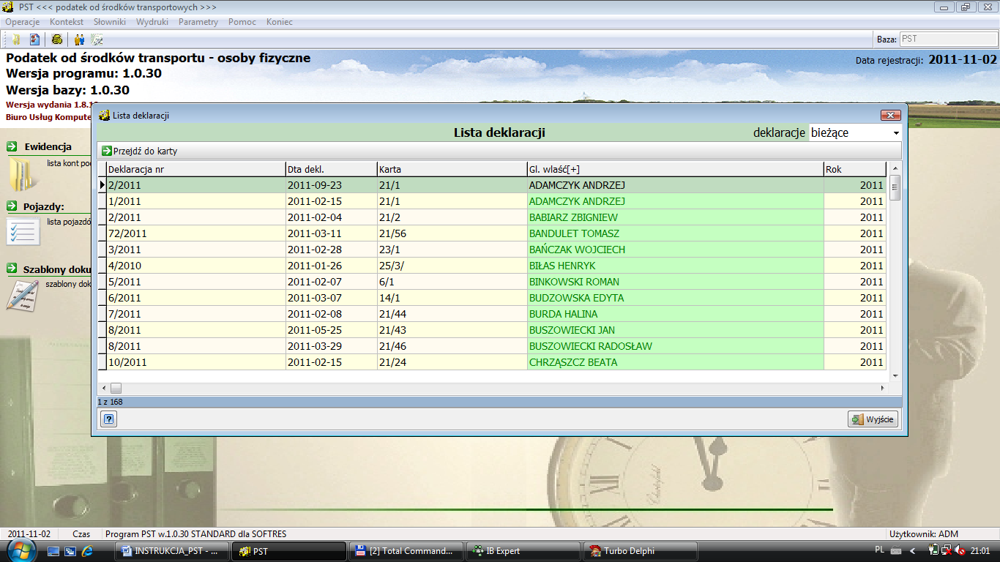 PST <<< podatek od środków transportowych >>>
Operacje Kontekst Słowniki Wydruki Parametry Pomoc Koniec
Baza: PST
Podatek od środków transportu - osoby fizyczne
Data rejestracji: 2011-11-02
Wersja programu: 1.0.30
Wersja bazy: 1.0.30
Wersja wydania 1.8.1
Biuro Usług Kompute
Ewidencja
lista kont po
Pojazdy:
lista pojazdó
Szablony doku
szablony dok
Lista deklaracji
Lista deklaracji
deklaracje bieżące
Przejdź do karty
Deklaracja nr Dta dekl. Karta Gl. wlaść[+] Rok
2/2011 2011-09-23 21/1 ADAMCZYK ANDRZEJ 2011
1/2011 2011-02-15 21/1 ADAMCZYK ANDRZEJ 2011
2/2011 2011-02-04 21/2 BABIARZ ZBIGNIEW 2011
72/2011 2011-03-11 21/56 BANDULET TOMASZ 2011
3/2011 2011-02-28 23/1 BAŃCZAK WOJCIECH 2011
4/2010 2011-01-26 25/3/ BIŁAS HENRYK 2011
5/2011 2011-02-07 6/1 BINKOWSKI ROMAN 2011
6/2011 2011-03-07 14/1 BUDZOWSKA EDYTA 2011
7/2011 2011-02-08 21/44 BURDA HALINA 2011
8/2011 2011-05-25 21/43 BUSZOWIECKI JAN 2011
8/2011 2011-03-29 21/46 BUSZOWIECKI RADOSŁAW 2011
10/2011 2011-02-15 21/24 CHRZĄSZCZ BEATA 2011
1 z 168
Wyjście
2011-11-02 Czas Program PST w.1.0.30 STANDARD dla SOFTRES Użytkownik: ADM
INSTRUKCJA_PST - ... PST [2] Total Command... IB Expert Turbo Delphi PL 21:01